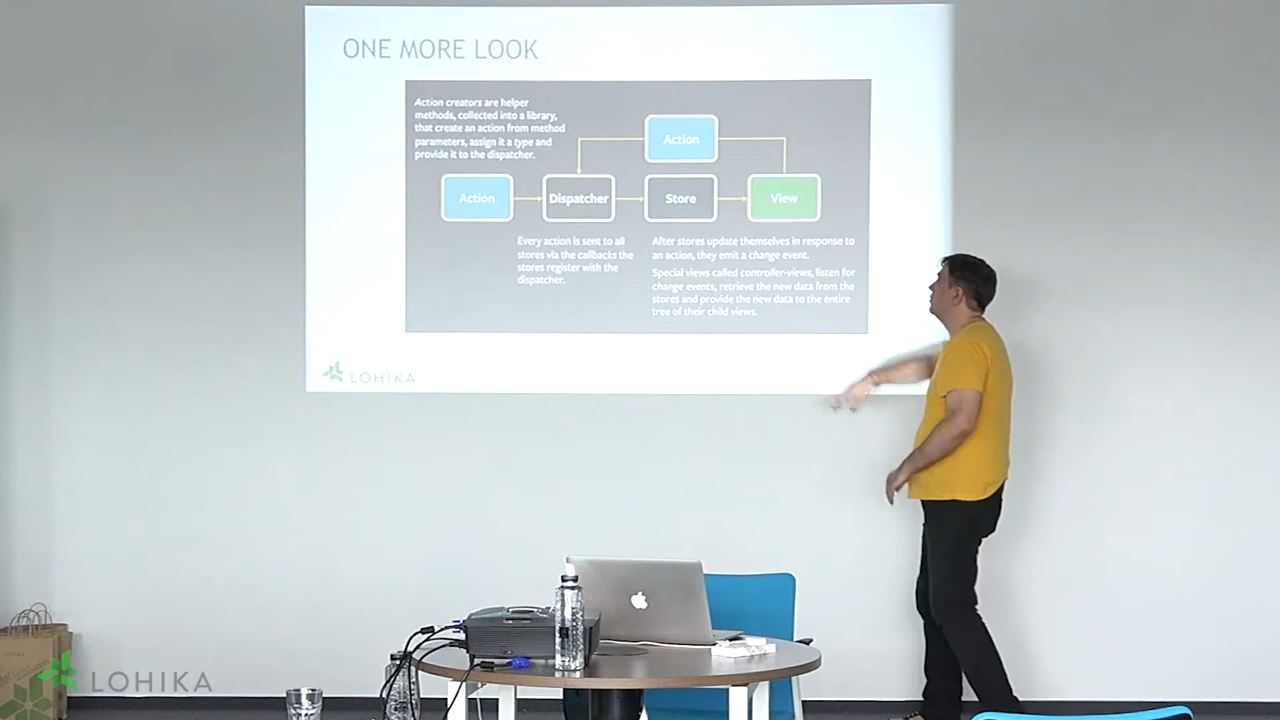 ONE MORE LOOK
Action creators are helper
methods, collected into a library,
that create an action from method
parameters, assign it a type and
provide it to the dispatcher.
Action
Action
Dispatcher
Store
View
Every action is sent to all
stores via the callbacks the
stores register with the
dispatcher.
After stores update themselves in response to
an action, they emit a change event.
Special views called controller-views, listen for
change events, retrieve the new data from the
stores and provide the new data to the entire
tree of their child views.
LOHIKA
LOHIKA